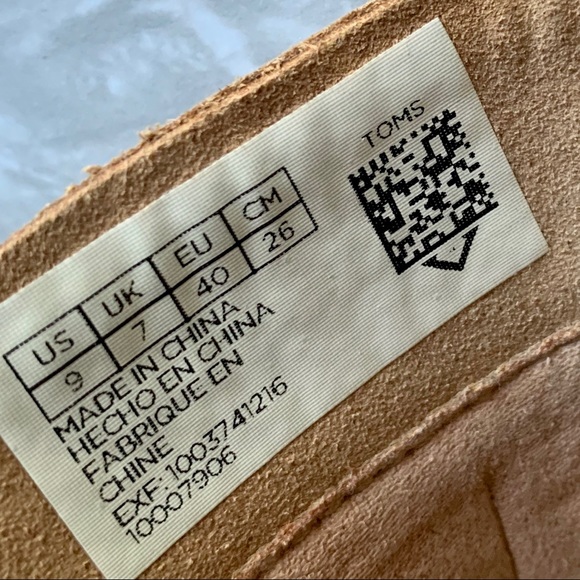 TOMS
US UK EU CM
9 7 40 26
MADE IN CHINA
HECHO EN CHINA
FABRIQUE EN
CHINE
EXF: 1003741216
10007906